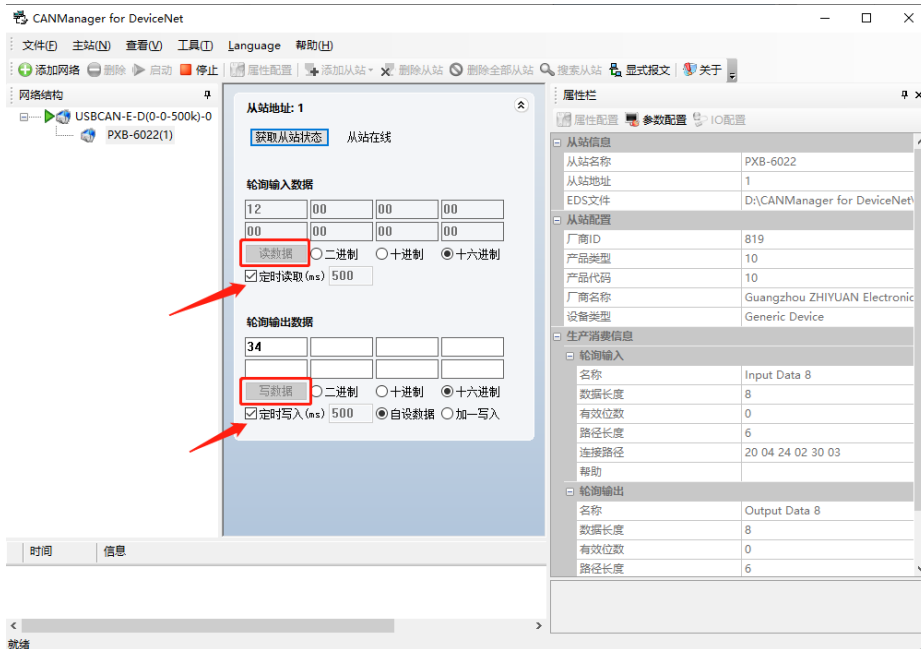 CANManager for DeviceNet
文件(F) 主站(N) 查看(V) 工具(T) Language 帮助(H)
添加网络 删除 启动 停止 属性配置 添加从站 删除从站 删除全部从站 搜索从站 显式报文 关于
网络结构
USBCAN-E-D(0-0-500k)-0
PXB-6022(1)
从站地址: 1
获取从站状态 从站在线
轮询输入数据
12 00 00 00
00 00 00 00
读数据 二进制 十进制 十六进制
定时读取(ms) 500
轮询输出数据
34
写数据 二进制 十进制 十六进制
定时写入(ms) 500 自设数据 加一写入
时间 信息
就绪
属性栏
属性配置 参数配置 IO配置
从站信息
从站名称 PXB-6022
从站地址 1
EDS文件 D:\CANManager for DeviceNet\
从站配置
厂商ID 819
产品类型 10
产品代码 10
厂商名称 Guangzhou ZHIYUAN Electronic
设备类型 Generic Device
生产消费信息
轮询输入
名称 Input Data 8
数据长度 8
有效位数 0
路径长度 6
连接路径 20 04 24 02 30 03
帮助
轮询输出
名称 Output Data 8
数据长度 8
有效位数 0
路径长度 6